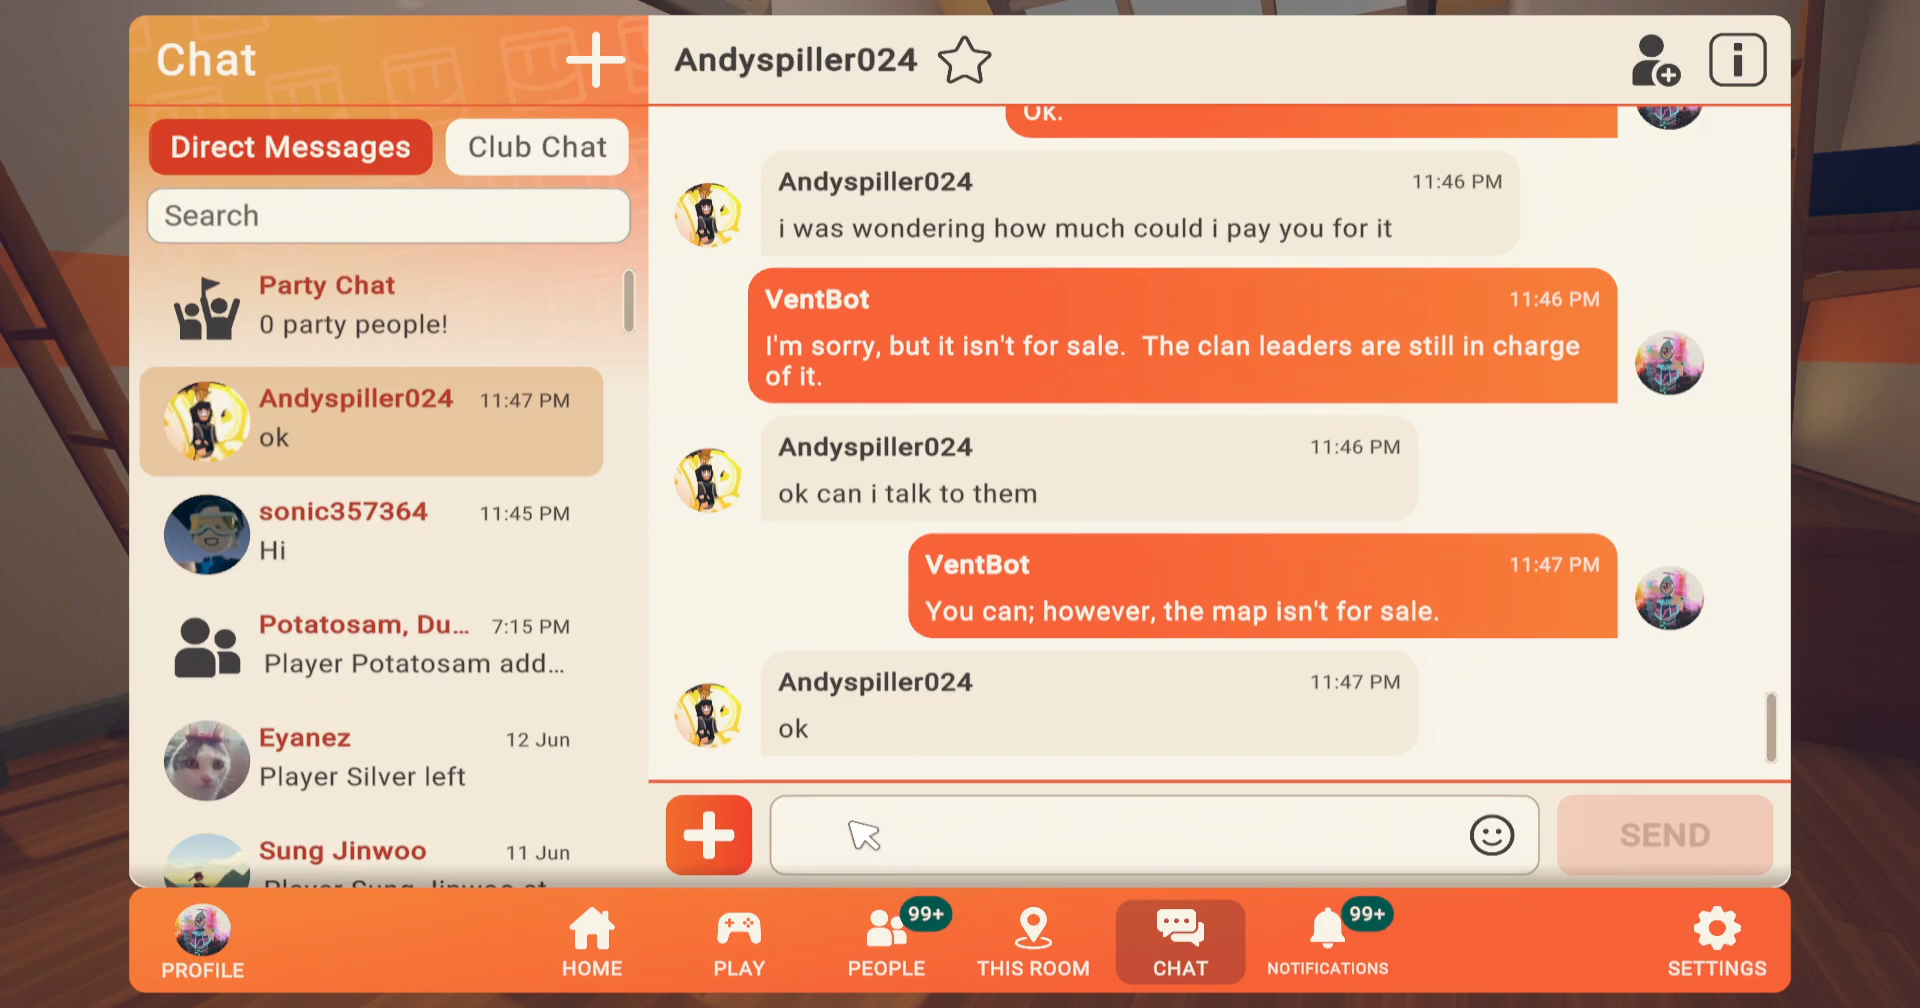 Chat
Direct Messages
Club Chat
Search
Party Chat
0 party people!
Andyspiller024 11:47 PM
ok
sonic357364 11:45 PM
Hi
Potatosam, Du... 7:15 PM
Player Potatosam add...
Eyanez 12 Jun
Player Silver left
Sung Jinwoo 11 Jun
Andyspiller024
Ok.
Andyspiller024 11:46 PM
i was wondering how much could i pay you for it
VentBot 11:46 PM
I'm sorry, but it isn't for sale. The clan leaders are still in charge
of it.
Andyspiller024 11:46 PM
ok can i talk to them
VentBot 11:47 PM
You can; however, the map isn't for sale.
Andyspiller024 11:47 PM
ok
SEND
PROFILE
HOME
PLAY
99+
PEOPLE
THIS ROOM
CHAT
99+
NOTIFICATIONS
SETTINGS